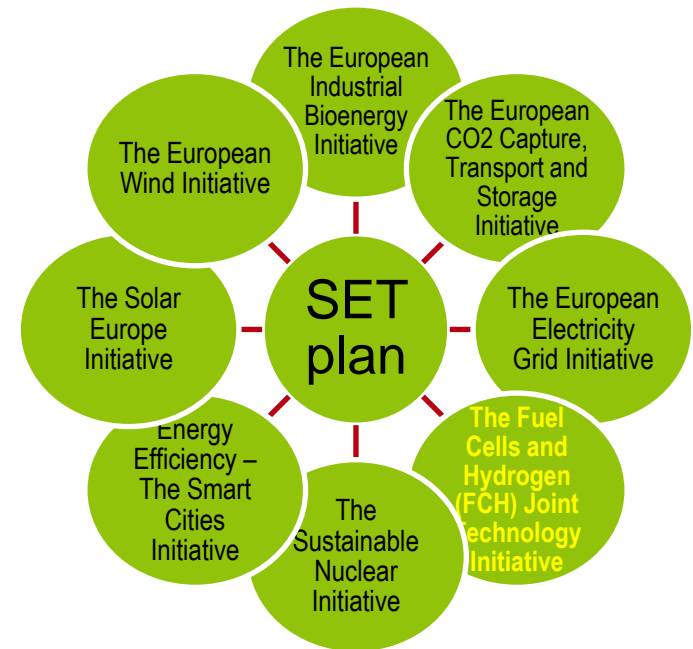 The European
Industrial
Bioenergy
Initiative
The European
CO2 Capture,
Transport and
Storage
Initiative
The European
Electricity
Grid Initiative
The Fuel
Cells and
Hydrogen
(FCH) Joint
Technology
Initiative
The
Sustainable
Nuclear
Initiative
Energy
Efficiency –
The Smart
Cities
Initiative
The Solar
Europe
Initiative
The European
Wind Initiative
SET
plan